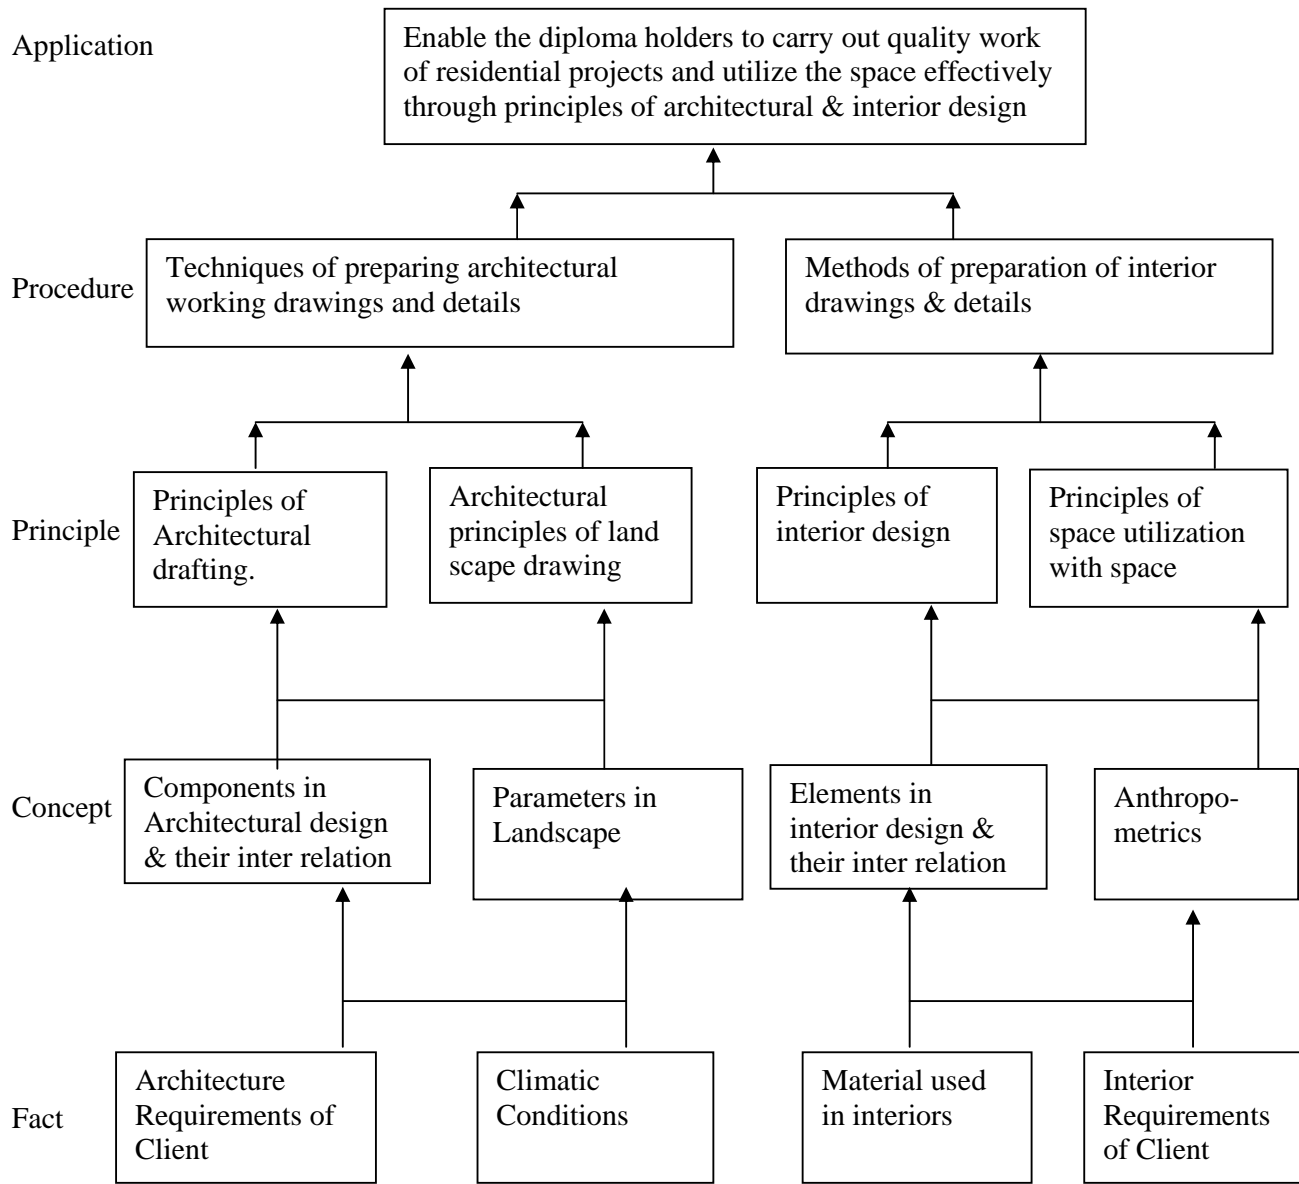 Application
Enable the diploma holders to carry out quality work
of residential projects and utilize the space effectively
through principles of architectural & interior design
Procedure
Techniques of preparing architectural
working drawings and details
Methods of preparation of interior
drawings & details
Principle
Principles of
Architectural
drafting.
Architectural
principles of land
scape drawing
Principles of
interior design
Principles of
space utilization
with space
Concept
Components in
Architectural design
& their inter relation
Parameters in
Landscape
Elements in
interior design &
their inter relation
Anthropo-
metrics
Fact
Architecture
Requirements of
Client
Climatic
Conditions
Material used
in interiors
Interior
Requirements
of Client